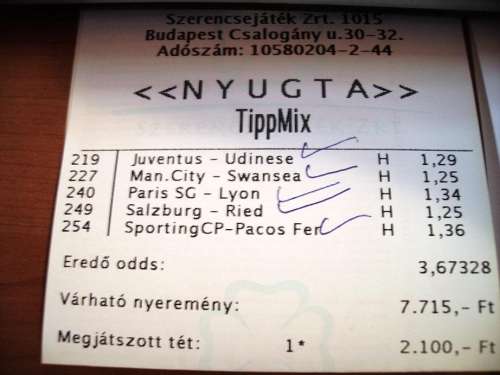 Szerencsejáték Zrt. 1015
Budapest Csalogány u.30-32.
Adószám: 10580204-2-44
<<NYUGTA>>
TippMix
219 Juventus - Udinese H 1,29
227 Man.City - Swansea H 1,25
240 Paris SG - Lyon H 1,34
249 Salzburg - Ried H 1,25
254 SportingCP-Pacos Fer H 1,36
Eredő odds: 3,67328
Várható nyeremény: 7.715,- Ft
Megjátszott tét: 1* 2.100,- Ft